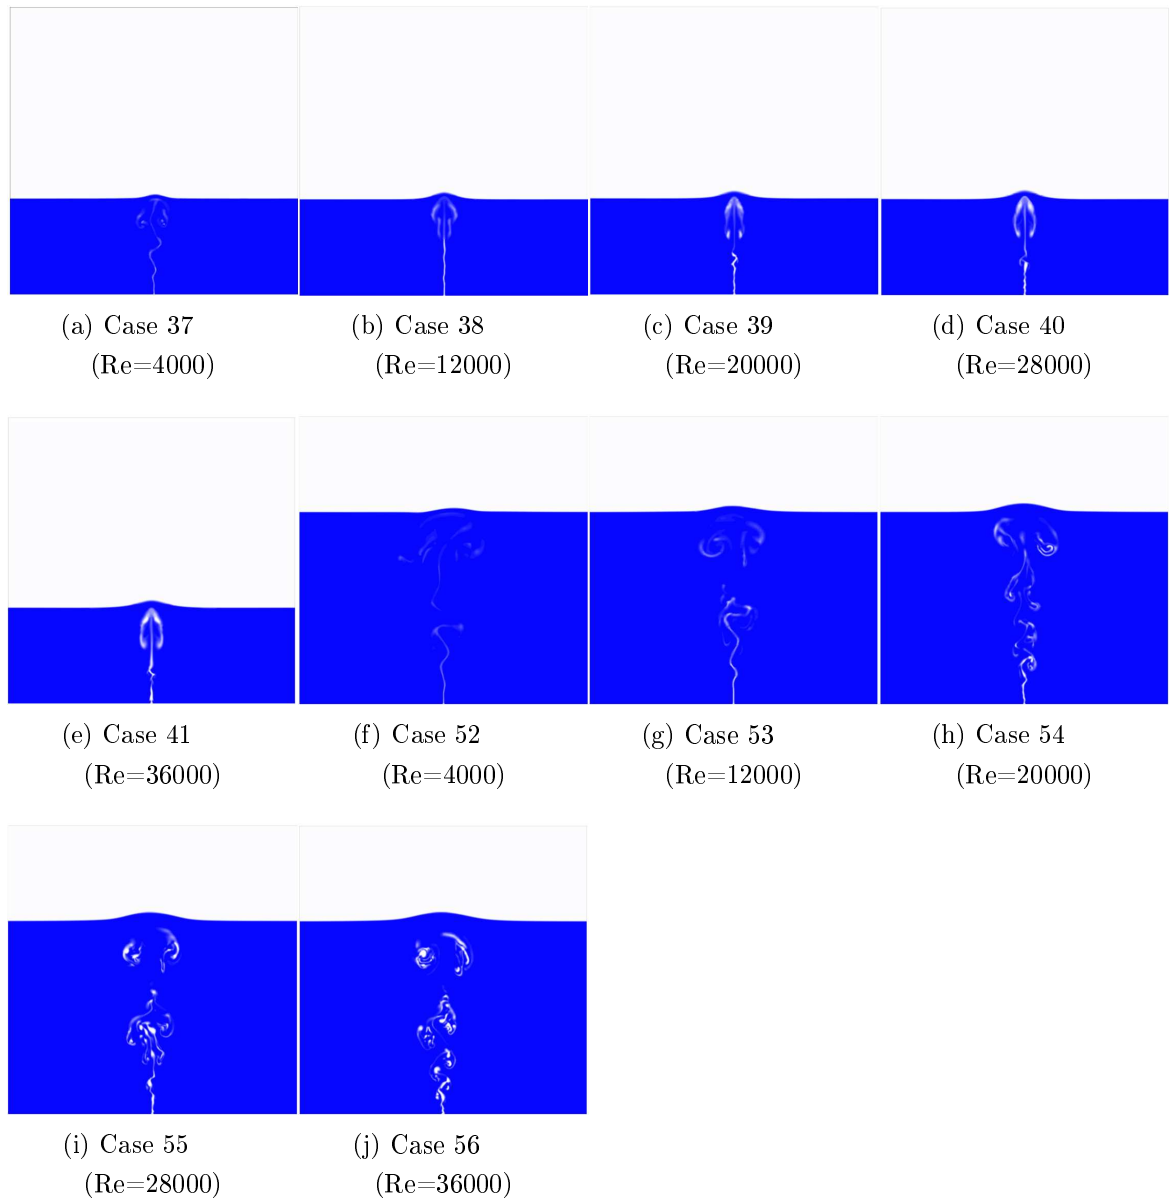 (a) Case 37
(Re=4000)
(b) Case 38
(Re=12000)
(c) Case 39
(Re=20000)
(d) Case 40
(Re=28000)
(e) Case 41
(Re=36000)
(f) Case 52
(Re=4000)
(g) Case 53
(Re=12000)
(h) Case 54
(Re=20000)
(i) Case 55
(Re=28000)
(j) Case 56
(Re=36000)